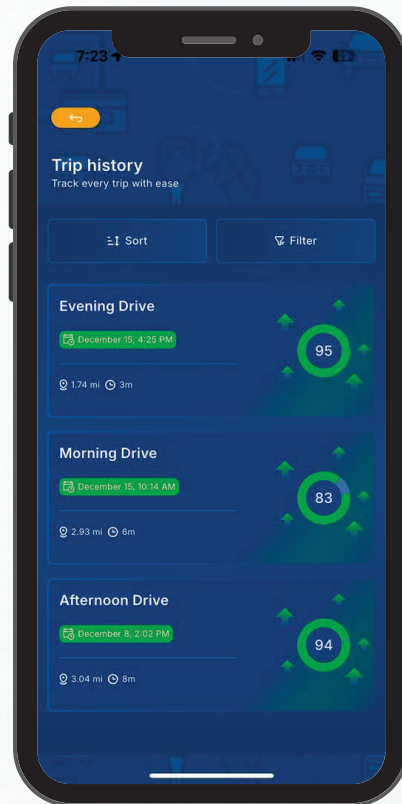 7:23
Trip history
Track every trip with ease
Sort
Filter
Evening Drive
December 15, 4:25 PM
95
1.74 mi 3m
Morning Drive
December 15, 10:14 AM
83
2.93 mi 6m
Afternoon Drive
December 8, 2:02 PM
94
3.04 mi 8m